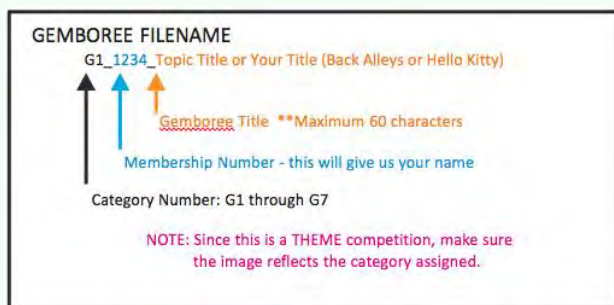 GEMBOREE FILENAME
G1_1234_Topic Title or Your Title (Back Alleys or Hello Kitty)
Gemboree Title **Maximum 60 characters
Membership Number - this will give us your name
Category Number: G1 through G7
NOTE: Since this is a THEME competition, make sure
the image reflects the category assigned.